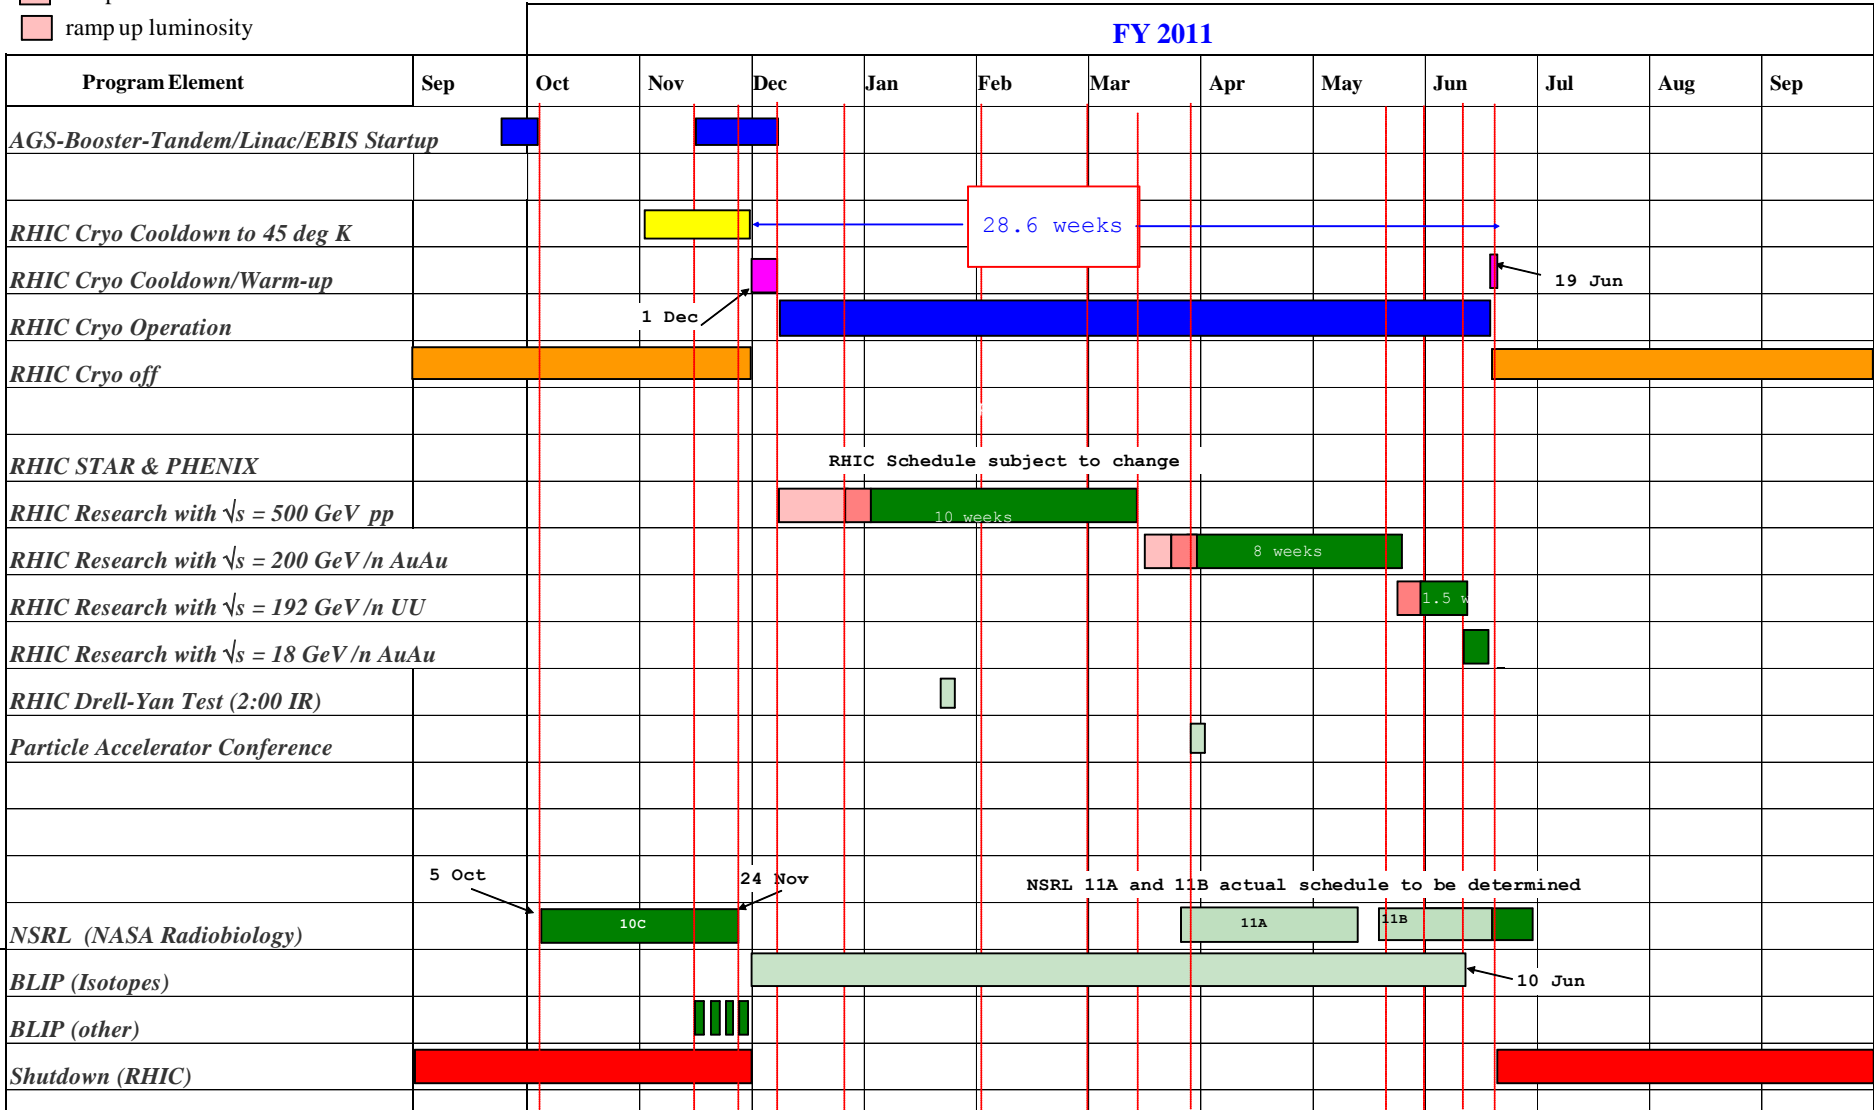 ramp up luminosity
FY 2011
Program Element Sep Oct Nov Dec Jan Feb Mar Apr May Jun Jul Aug Sep
AGS-Booster-Tandem/Linac/EBIS Startup
28.6 weeks
RHIC Cryo Cooldown to 45 deg K
RHIC Cryo Cooldown/Warm-up
19 Jun
1 Dec
RHIC Cryo Operation
RHIC Cryo off
RHIC STAR & PHENIX
RHIC Schedule subject to change
RHIC Research with √s = 500 GeV pp
10 weeks
RHIC Research with √s = 200 GeV /n AuAu
8 weeks
RHIC Research with √s = 192 GeV /n UU
1.5 w
RHIC Research with √s = 18 GeV /n AuAu
RHIC Drell-Yan Test (2:00 IR)
Particle Accelerator Conference
5 Oct
24 Nov
NSRL 11A and 11B actual schedule to be determined
NSRL (NASA Radiobiology)
10C
11A
11B
BLIP (Isotopes)
10 Jun
BLIP (other)
Shutdown (RHIC)